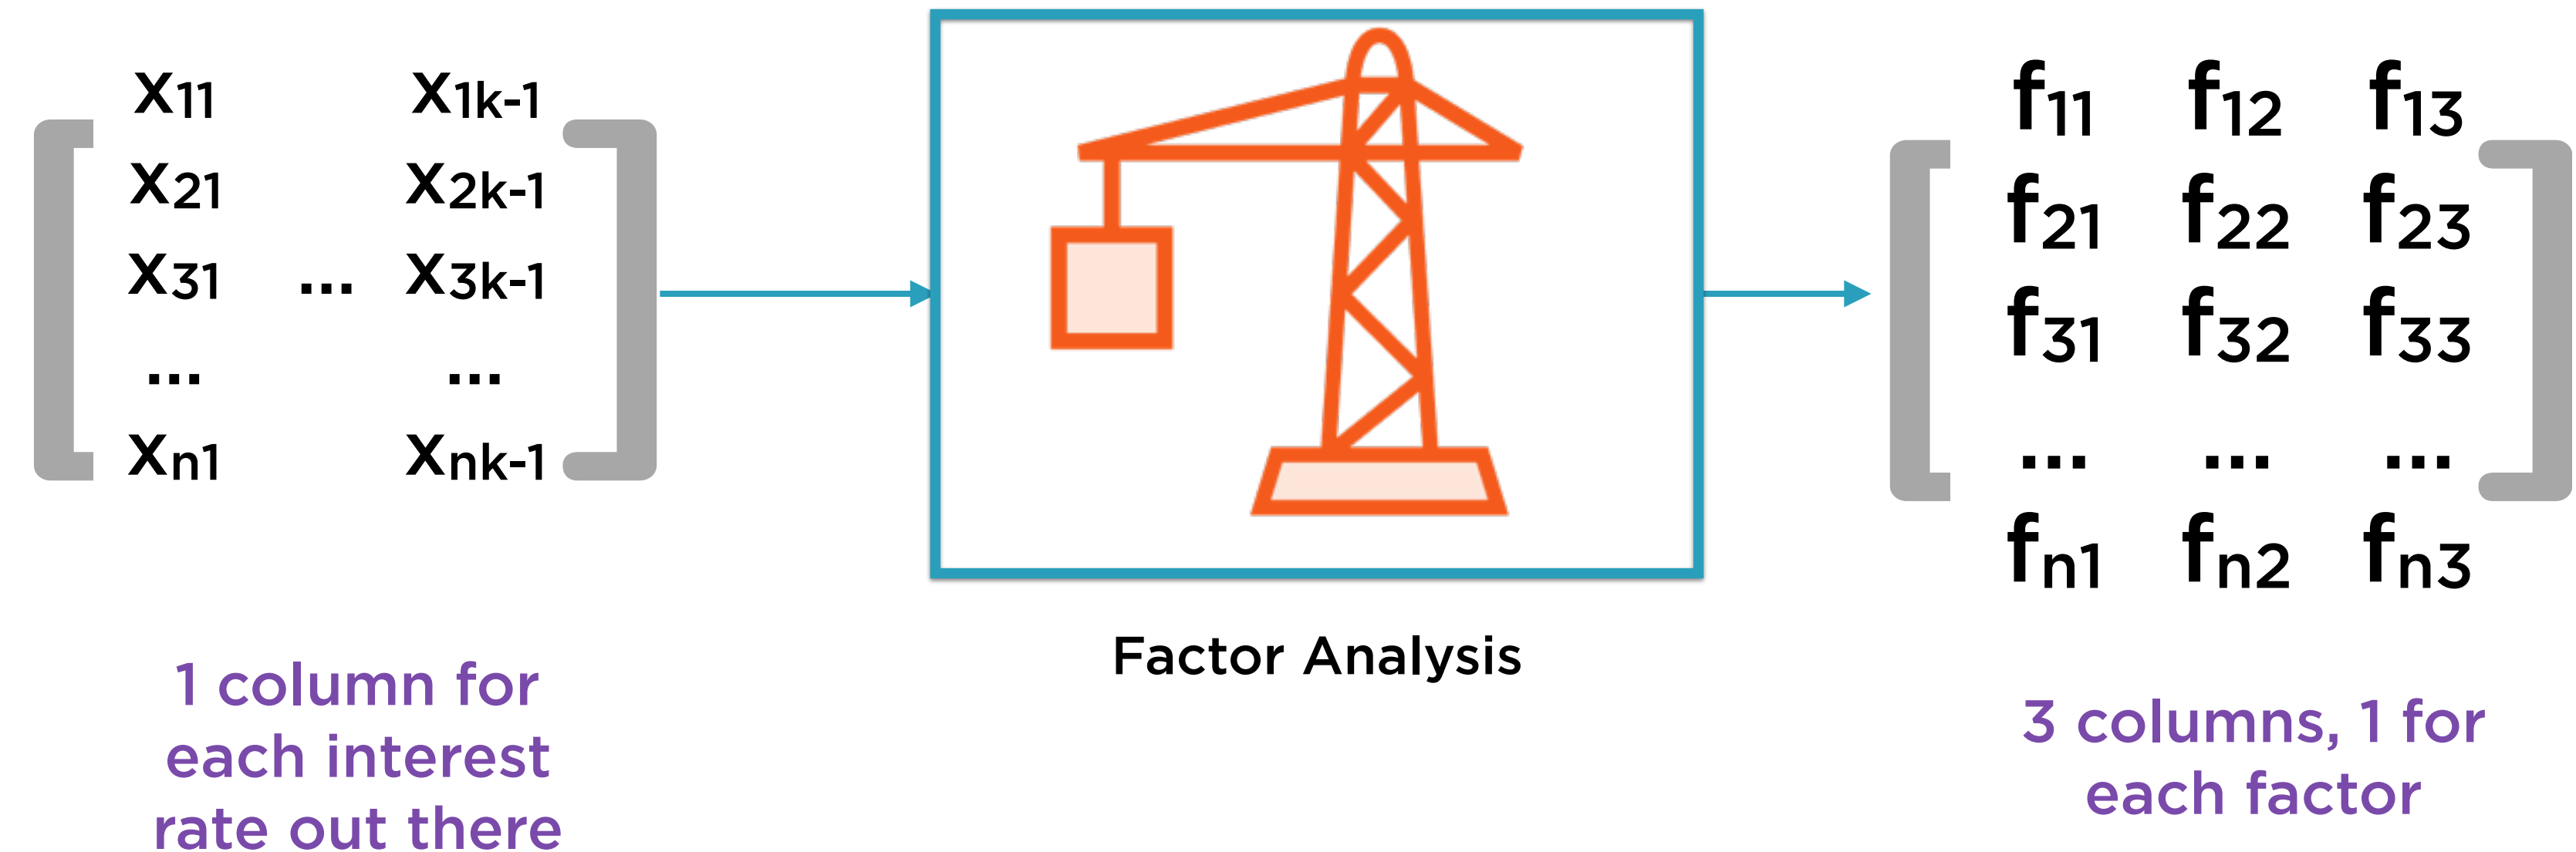 x11 x1k-1
x21 x2k-1
x31 ... x3k-1
... ...
xn1 xnk-1
1 column for
each interest
rate out there
Factor Analysis
f11 f12 f13
f21 f22 f23
f31 f32 f33
... ... ...
fn1 fn2 fn3
3 columns, 1 for
each factor